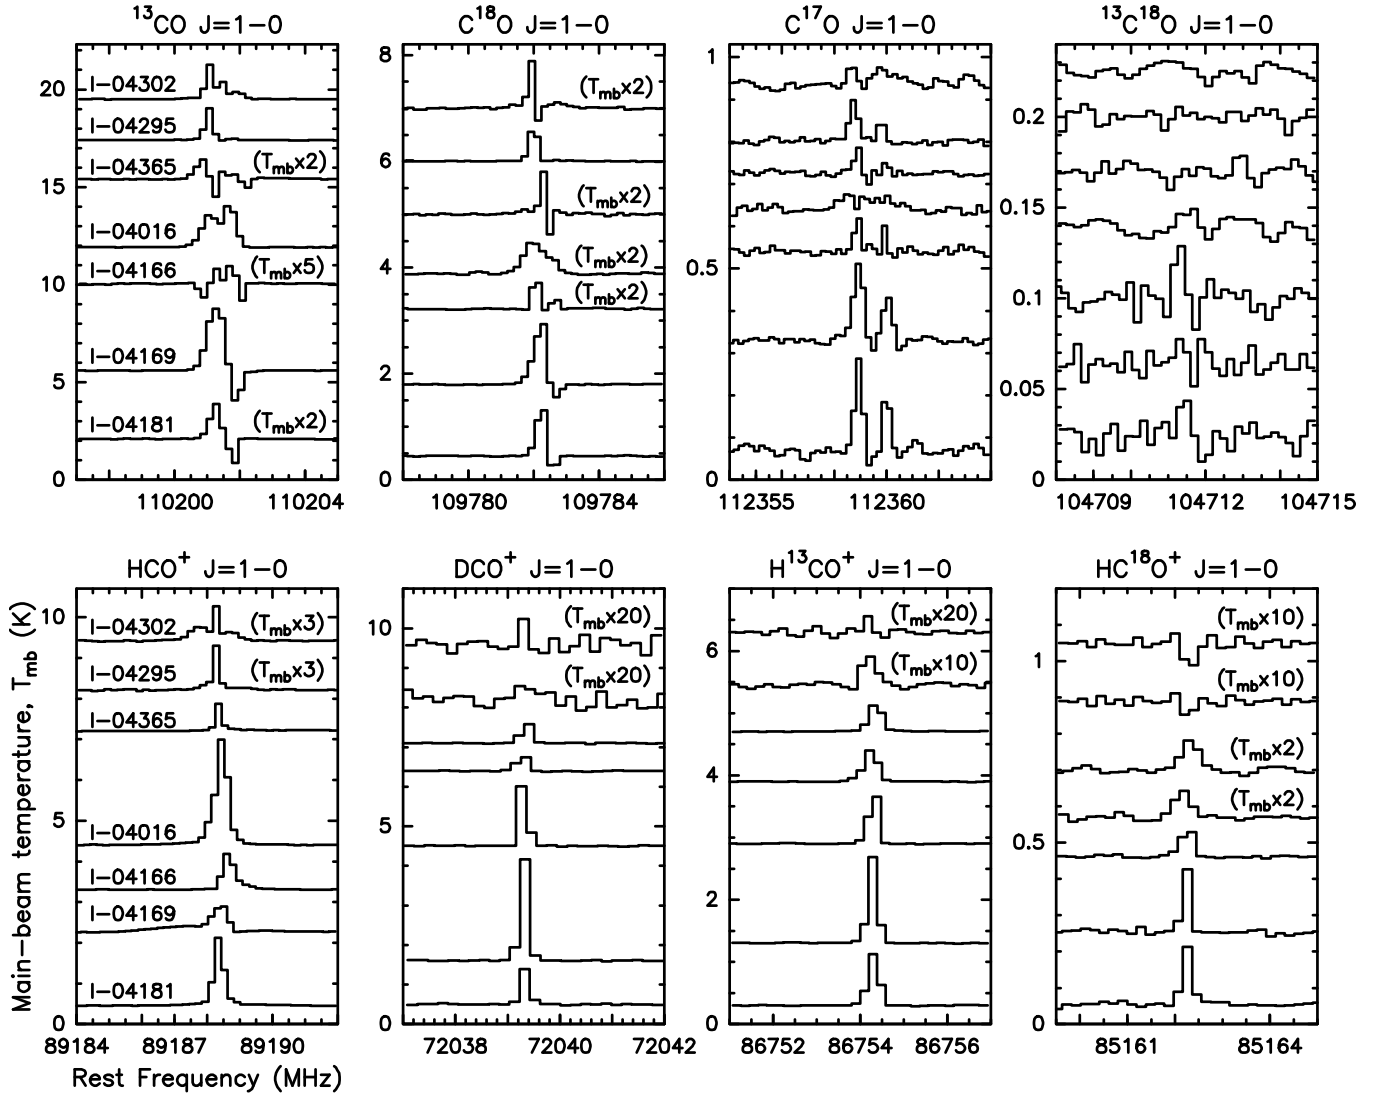 ¹³CO J=1−0
C¹⁸O J=1−0
C¹⁷O J=1−0
¹³C¹⁸O J=1−0
20
15
10
5
0
I−04302
I−04295
I−04365
(Tmbx2)
I−04016
I−04166
(Tmbx5)
I−04169
I−04181
(Tmbx2)
110200
110204
8
6
4
2
0
(Tmbx2)
(Tmbx2)
(Tmbx2)
(Tmbx2)
109780
109784
1
0.5
0
112355
112360
0.2
0.15
0.1
0.05
0
104709
104712
104715
HCO⁺ J=1−0
DCO⁺ J=1−0
H¹³CO⁺ J=1−0
HC¹⁸O⁺ J=1−0
Main−beam temperature, Tmb (K)
10
5
0
I−04302
(Tmbx3)
I−04295
(Tmbx3)
I−04365
I−04016
I−04166
I−04169
I−04181
89184
89187
89190
Rest Frequency (MHz)
10
5
0
(Tmbx20)
(Tmbx20)
72038
72040
72042
6
4
2
0
(Tmbx20)
(Tmbx10)
86752
86754
86756
1
0.5
0
(Tmbx10)
(Tmbx10)
(Tmbx2)
(Tmbx2)
85161
85164